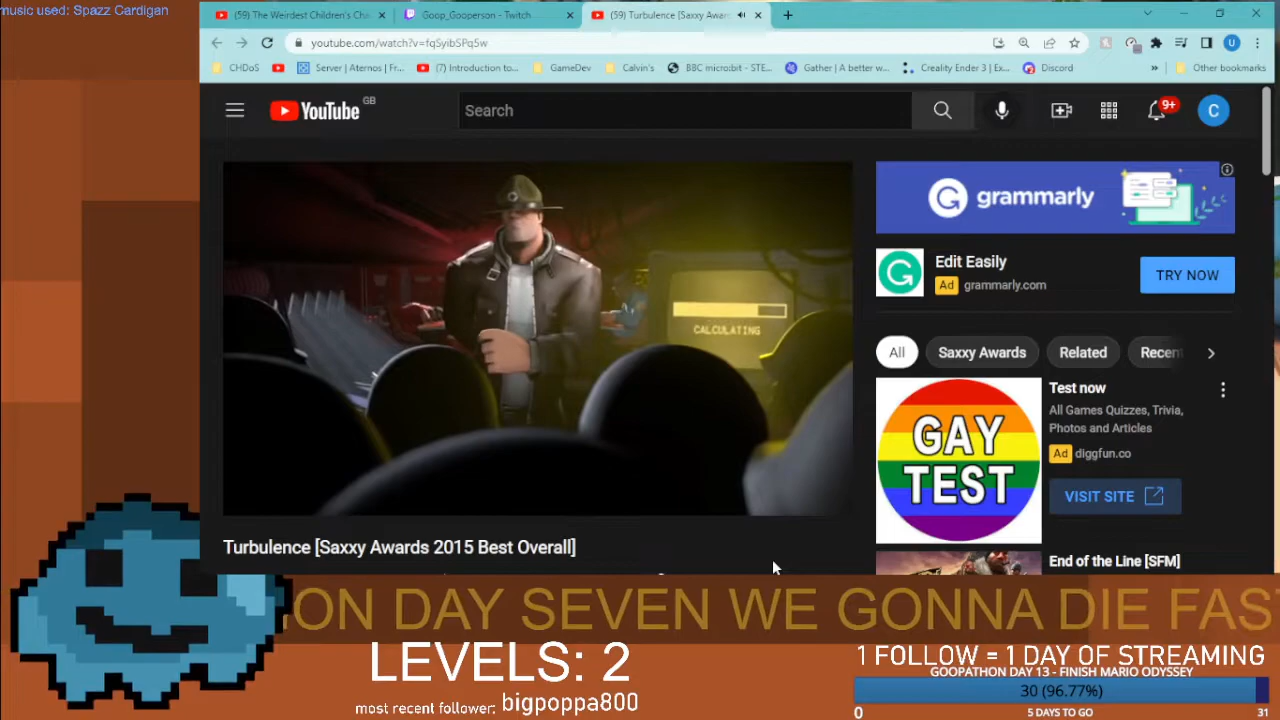 music used: Spazz Cardigan
(59) The Weirdest Children's Cha
Goop_Gooperson - Twitch
(59) Turbulence [Saxxy Awar
youtube.com/watch?v=fqSyibSPq5w
CHDoS
Server | Aternos | Fr...
(7) Introduction to...
GameDev
Calvin's
BBC micro:bit - STE...
Gather | A better w...
Creality Ender 3 | Ex...
Discord
Other bookmarks
YouTube GB
Search
9+
C
U
grammarly
Edit Easily
Ad grammarly.com
TRY NOW
CALCULATING
All
Saxxy Awards
Related
Recen
Test now
All Games Quizzes, Trivia,
Photos and Articles
Ad diggfun.co
GAY
TEST
VISIT SITE
Turbulence [Saxxy Awards 2015 Best Overall]
End of the Line [SFM]
ON DAY SEVEN WE GONNA DIE FAST
LEVELS: 2
most recent follower: bigpoppa800
1 FOLLOW = 1 DAY OF STREAMING
GOOPATHON DAY 13 - FINISH MARIO ODYSSEY
30 (96.77%)
0
5 DAYS TO GO
31